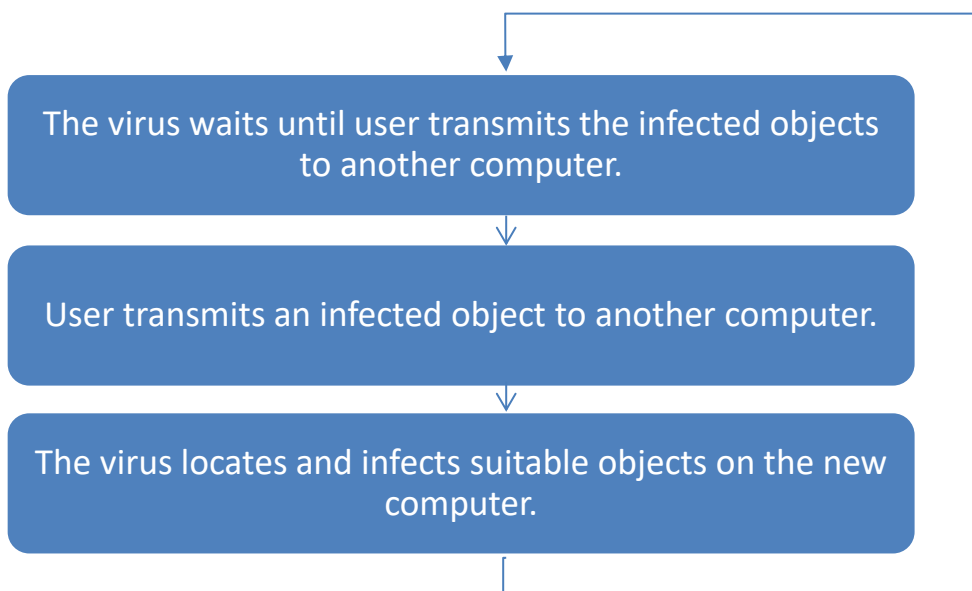 The virus waits until user transmits the infected objects
to another computer.
User transmits an infected object to another computer.
The virus locates and infects suitable objects on the new
computer.